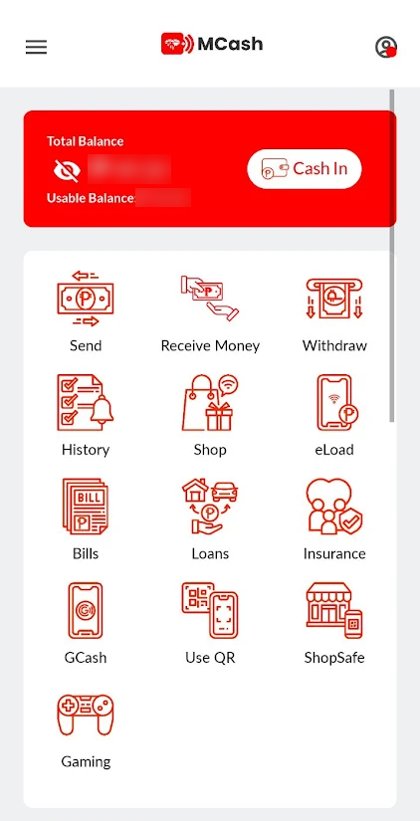 MCash
Total Balance
Cash In
Usable Balance:
Send
Receive Money
Withdraw
History
Shop
eLoad
BILL
Bills
Loans
Insurance
GCash
Use QR
ShopSafe
Gaming